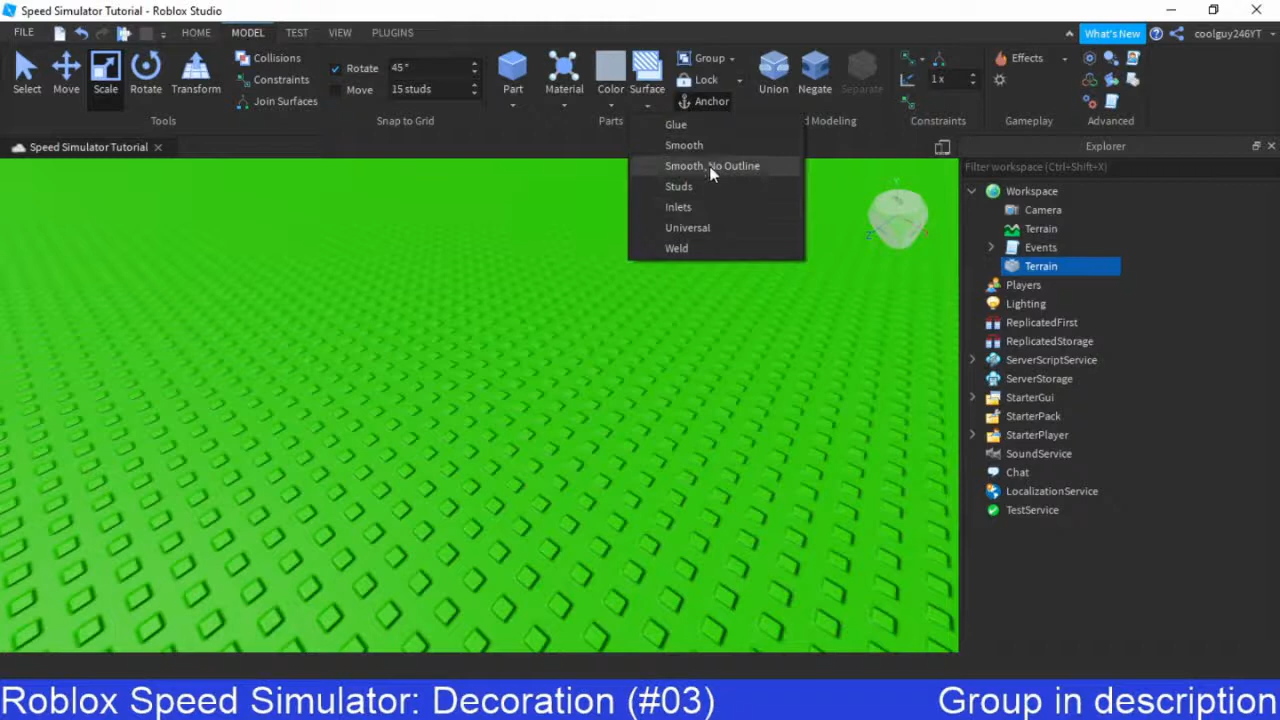 Speed Simulator Tutorial - Roblox Studio
FILE HOME MODEL TEST VIEW PLUGINS What's New coolguy246YT
Select Move Scale Rotate Transform
Collisions
Constraints
Join Surfaces
Tools
Rotate 45°
Move 15 studs
Snap to Grid
Part Material Color Surface
Group
Lock
Anchor
Parts
Union Negate Separate
d Modeling
1 x
Constraints
Effects
Gameplay
Advanced
Speed Simulator Tutorial
Glue
Smooth
Smooth, No Outline
Studs
Inlets
Universal
Weld
Y
Z
Explorer
Filter workspace (Ctrl+Shift+X)
Workspace
Camera
Terrain
Events
Terrain
Players
Lighting
ReplicatedFirst
ReplicatedStorage
ServerScriptService
ServerStorage
StarterGui
StarterPack
StarterPlayer
SoundService
Chat
LocalizationService
TestService
Roblox Speed Simulator: Decoration (#03) Group in description